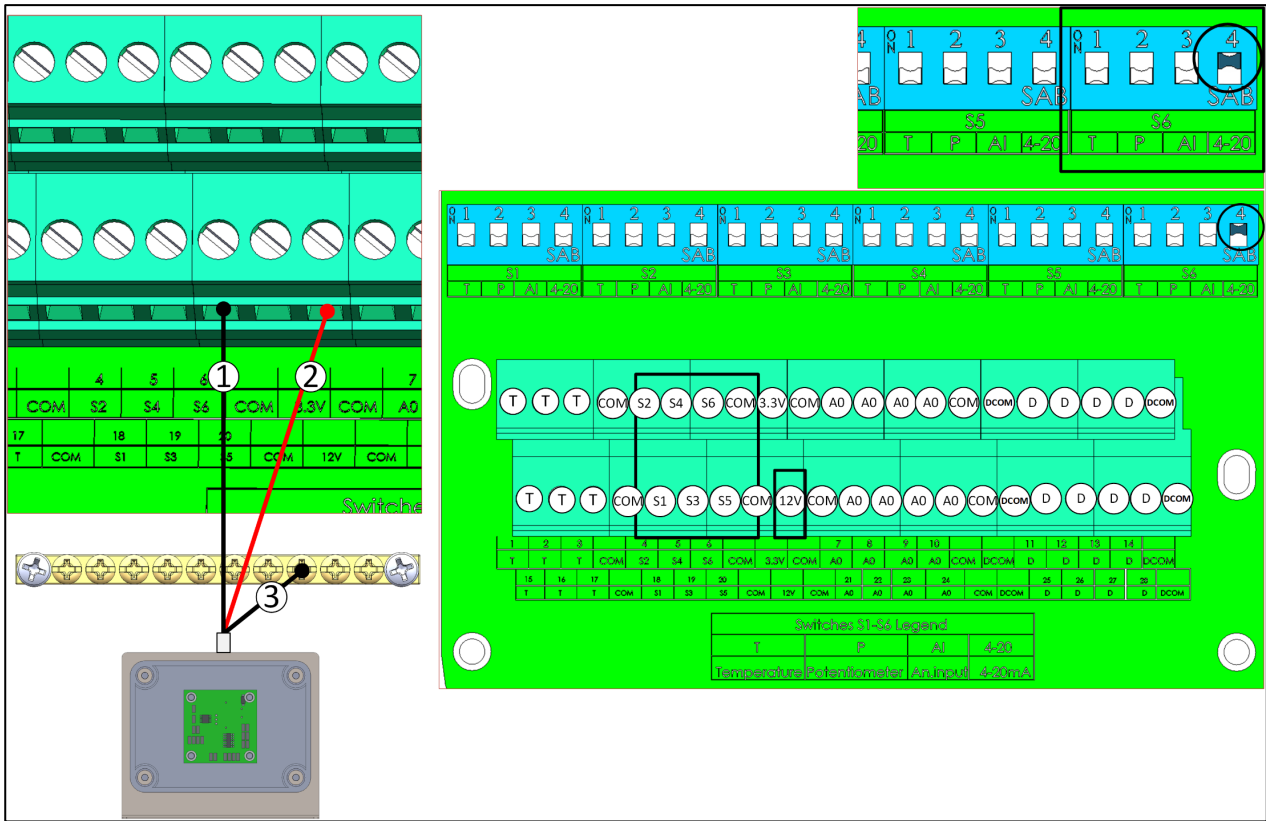 O N 1 2 3 4 1 2 3 4
AB SAB SAB
S5 S6
20 T P AI 4-20 T P AI 4-20
O N 1 2 3 4 O N 1 2 3 4 O N 1 2 3 4 O N 1 2 3 4 O N 1 2 3 4 O N 1 2 3 4
SAB SAB SAB SAB SAB SAB
S1 S2 S3 S4 S5 S6
T P AI 4-20 T P AI 4-20 T P AI 4-20 T P AI 4-20 T P AI 4-20 T P AI 4-20
1 2
4 5 6 7
COM S2 S4 S6 COM 3.3V COM A0
17 18 19 20
T COM S1 S3 S5 COM 12V COM
Switche
3
T T T COM S2 S4 S6 COM 3.3V COM A0 A0 A0 A0 COM DCOM D D D D DCOM
T T T COM S1 S3 S5 COM 12V COM A0 A0 A0 A0 COM DCOM D D D D DCOM
1 2 3 4 5 6 7 8 9 10 11 12 13 14
T T T COM S2 S4 S6 COM 3.3V COM A0 A0 A0 A0 COM DCOM D D D D DCOM
15 16 17 18 19 20 21 22 23 24 25 26 27 28
T T T COM S1 S3 S5 COM 12V COM A0 A0 A0 A0 COM DCOM D D D D DCOM
Switches S1-S6 Legend
T P AI 4-20
Temperature Potentiometer An.input 4-20mA